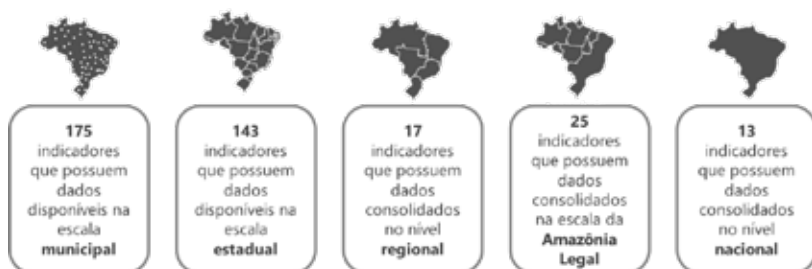 175
indicadores
que possuem
dados
disponíveis na
escala
municipal
143
indicadores
que possuem
dados
disponíveis na
escala
estadual
17
indicadores
que possuem
dados
consolidados
no nível
regional
25
indicadores
que possuem
dados
consolidados
na escala da
Amazônia
Legal
13
indicadores
que possuem
dados
consolidados
no nível
nacional